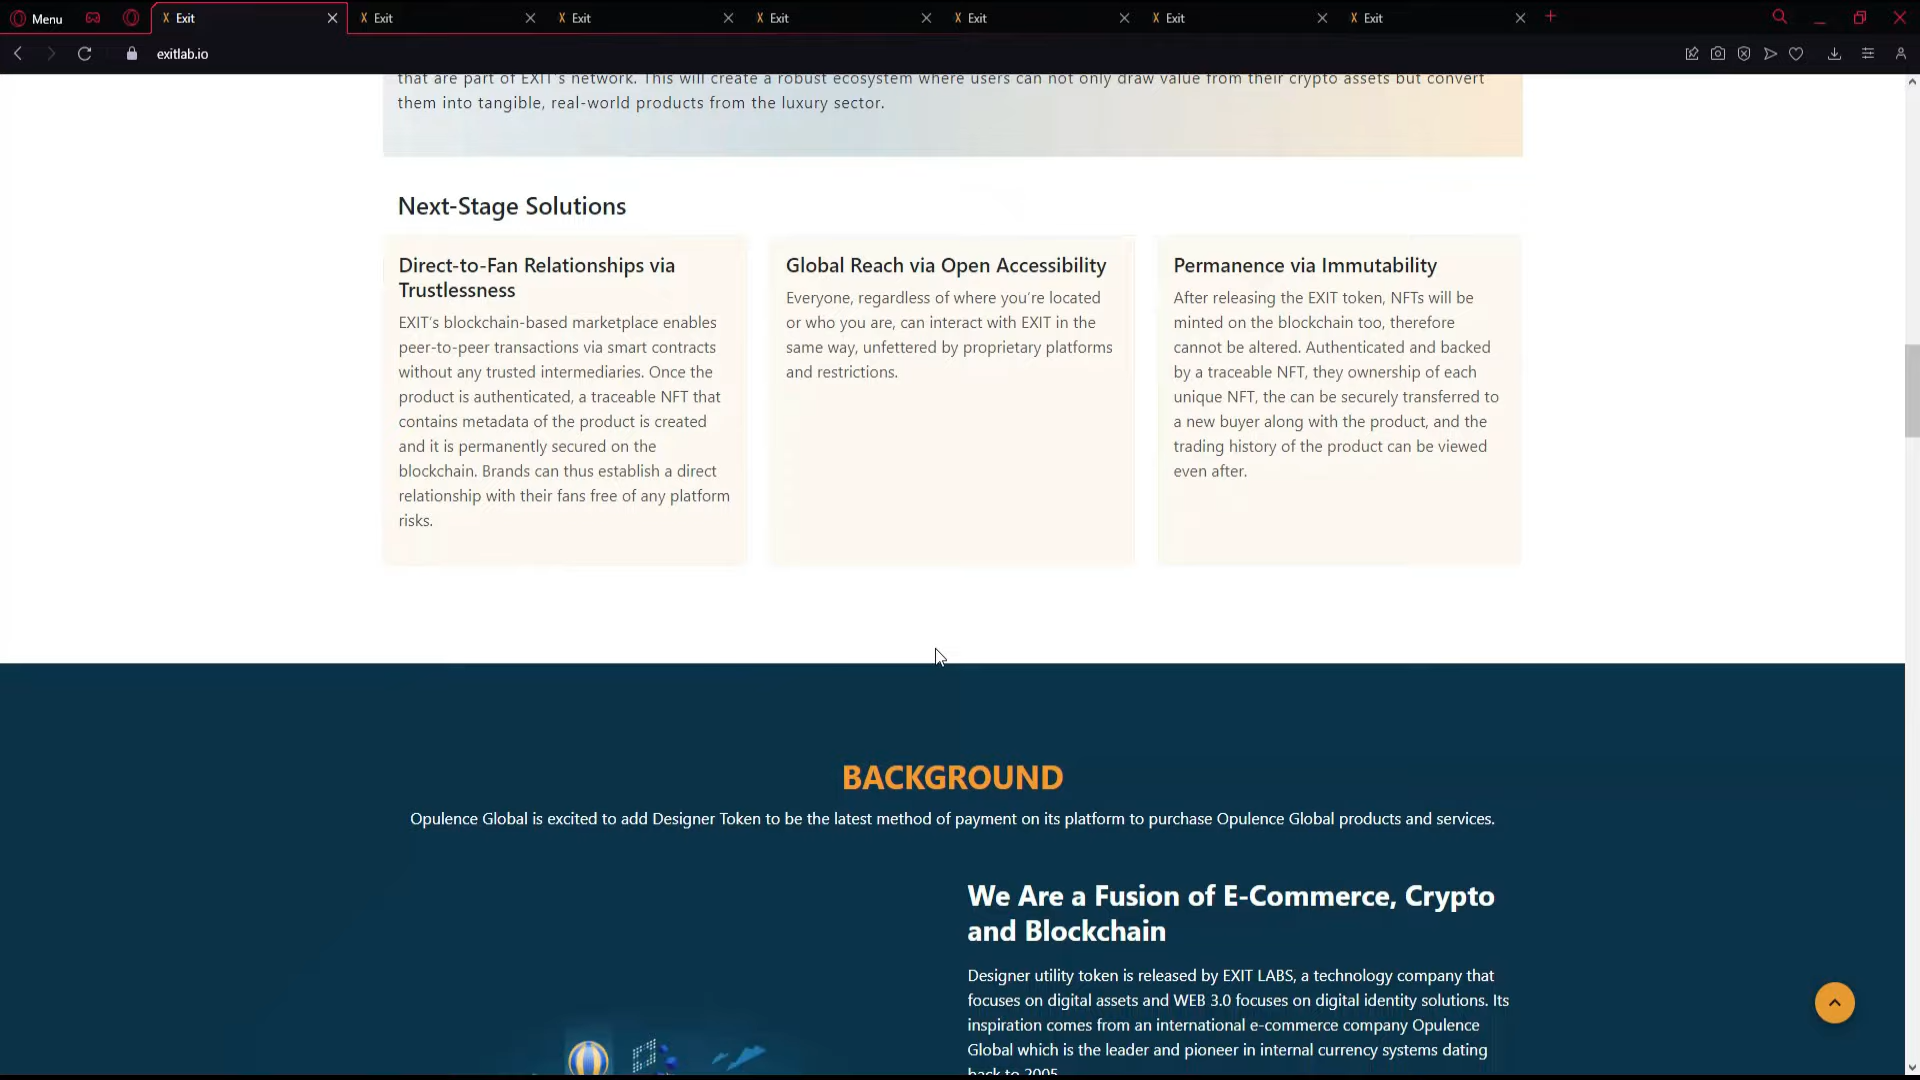 Menu
Exit
Exit
Exit
Exit
Exit
Exit
Exit
exitlab.io
that are part of EXIT's network. This will create a robust ecosystem where users can not only draw value from their crypto assets but convert
them into tangible, real-world products from the luxury sector.
Next-Stage Solutions
Direct-to-Fan Relationships via
Trustlessness
EXIT's blockchain-based marketplace enables
peer-to-peer transactions via smart contracts
without any trusted intermediaries. Once the
product is authenticated, a traceable NFT that
contains metadata of the product is created
and it is permanently secured on the
blockchain. Brands can thus establish a direct
relationship with their fans free of any platform
risks.
Global Reach via Open Accessibility
Everyone, regardless of where you're located
or who you are, can interact with EXIT in the
same way, unfettered by proprietary platforms
and restrictions.
Permanence via Immutability
After releasing the EXIT token, NFTs will be
minted on the blockchain too, therefore
cannot be altered. Authenticated and backed
by a traceable NFT, they ownership of each
unique NFT, the can be securely transferred to
a new buyer along with the product, and the
trading history of the product can be viewed
even after.
BACKGROUND
Opulence Global is excited to add Designer Token to be the latest method of payment on its platform to purchase Opulence Global products and services.
We Are a Fusion of E-Commerce, Crypto
and Blockchain
Designer utility token is released by EXIT LABS, a technology company that
focuses on digital assets and WEB 3.0 focuses on digital identity solutions. Its
inspiration comes from an international e-commerce company Opulence
Global which is the leader and pioneer in internal currency systems dating
back to 2005